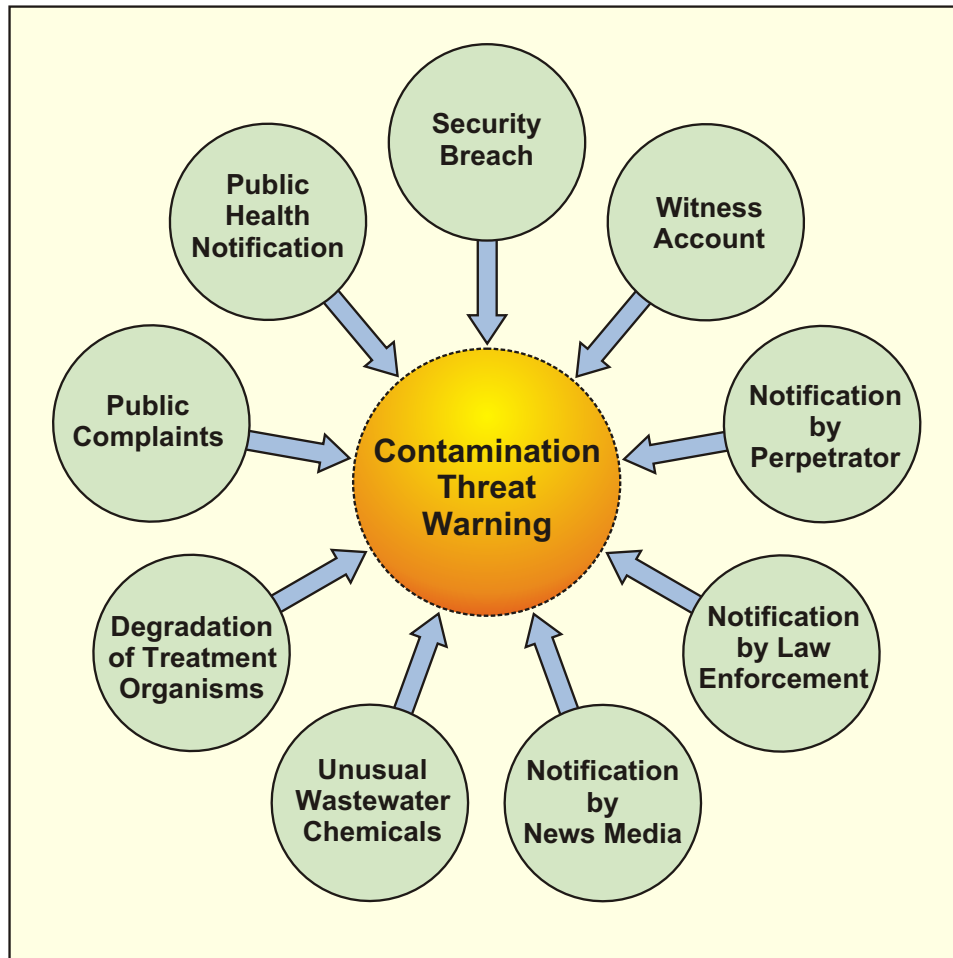 Security
Breach
Witness
Account
Notification
by
Perpetrator
Notification
by Law
Enforcement
Notification
by
News Media
Unusual
Wastewater
Chemicals
Degradation
of Treatment
Organisms
Public
Complaints
Public
Health
Notification
Contamination
Threat
Warning